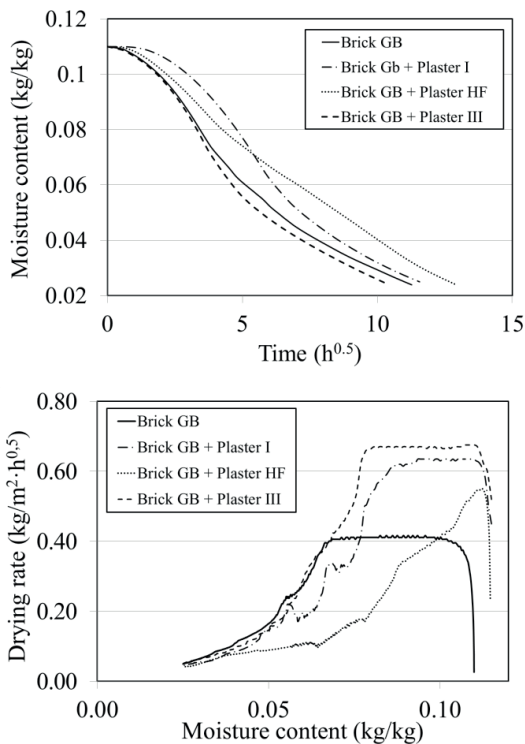 0.12
0.1
0.08
0.06
0.04
0.02
Moisture content (kg/kg)
Brick GB
Brick Gb + Plaster I
Brick GB + Plaster HF
Brick GB + Plaster III
0 5 10 15
Time (h^0.5)
0.80
0.60
0.40
0.20
0.00
Drying rate (kg/m²·h^0,5)
Brick GB
Brick GB + Plaster I
Brick GB + Plaster HF
Brick GB + Plaster III
0.00 0.05 0.10
Moisture content (kg/kg)